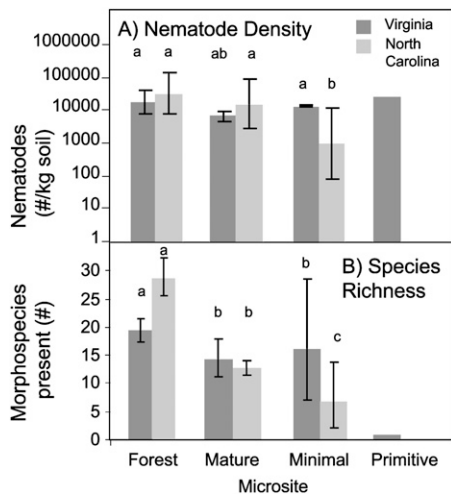 A) Nematode Density
Virginia
North
Carolina
1000000
100000
10000
1000
100
10
1
Nematodes
(#/kg soil)
a a ab a a b
B) Species
Richness
30
25
20
15
10
5
0
Morphospecies
present (#)
a a b b b c
Forest Mature Minimal Primitive
Microsite